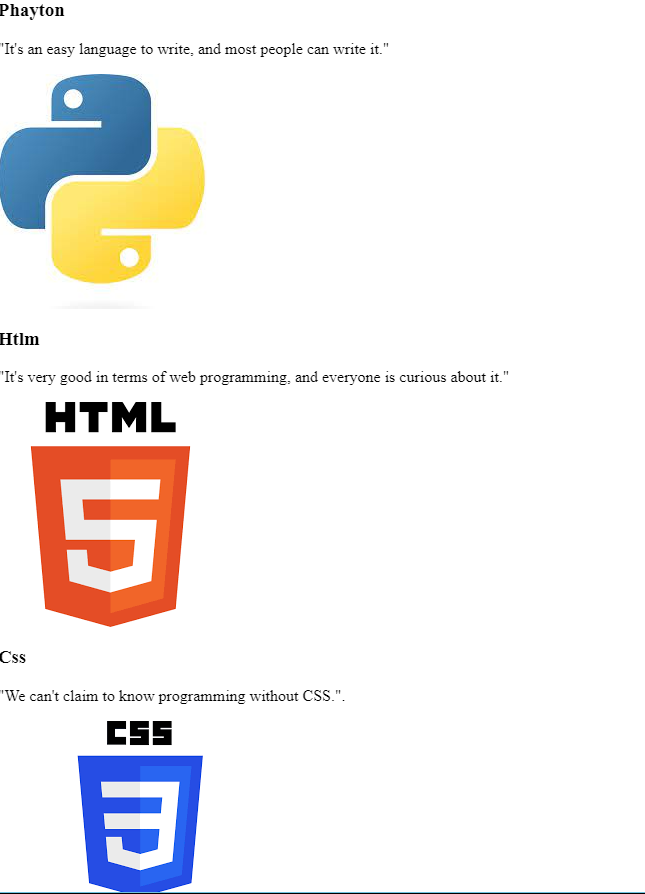 Phayton
"It's an easy language to write, and most people can write it."
Htlm
"It's very good in terms of web programming, and everyone is curious about it."
HTML
5
Css
"We can't claim to know programming without CSS.".
CSS
3